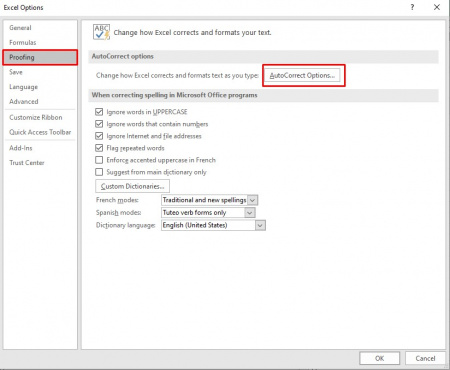 Excel Options
?
×
General
Formulas
Proofing
Save
Language
Advanced
Customize Ribbon
Quick Access Toolbar
Add-ins
Trust Center
ABC
Change how Excel corrects and formats your text.
AutoCorrect options
Change how Excel corrects and formats text as you type: AutoCorrect Options...
When correcting spelling in Microsoft Office programs
Ignore words in UPPERCASE
Ignore words that contain numbers
Ignore Internet and file addresses
Flag repeated words
Enforce accented uppercase in French
Suggest from main dictionary only
Custom Dictionaries...
French modes: Traditional and new spellings
Spanish modes: Tuteo verb forms only
Dictionary language: English (United States)
OK Cancel